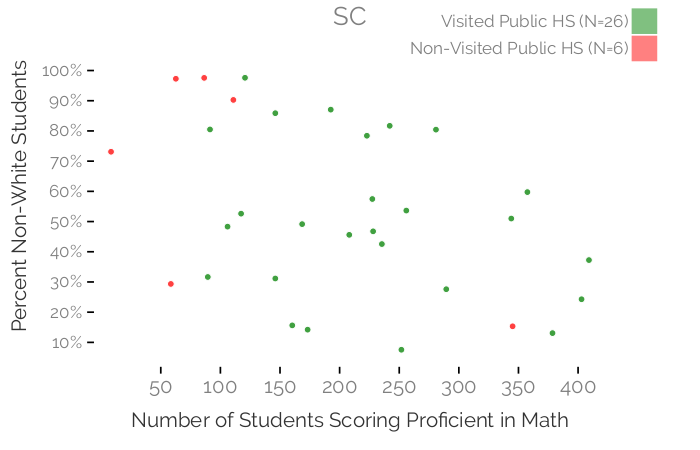 SC
Visited Public HS (N=26)
Non-Visited Public HS (N=6)
Percent Non-White Students
100%
90%
80%
70%
60%
50%
40%
30%
20%
10%
50 100 150 200 250 300 350 400
Number of Students Scoring Proficient in Math